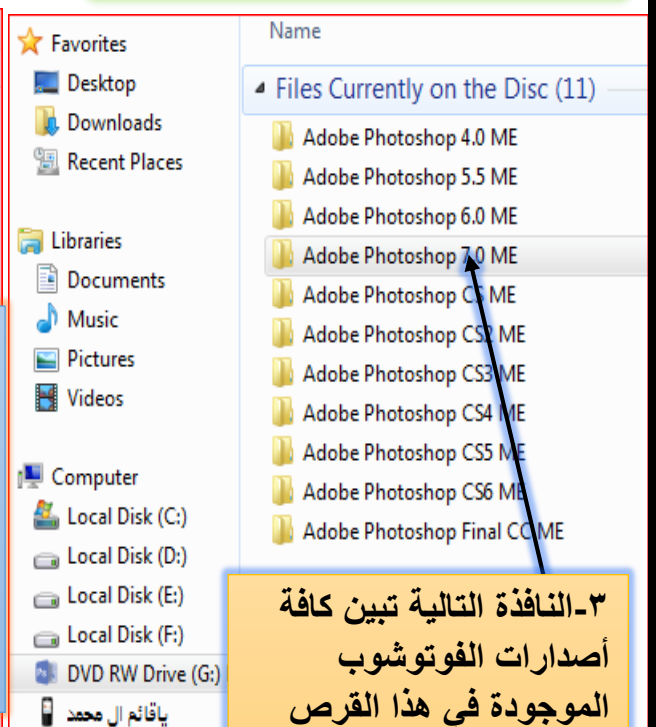 Favorites
Desktop
Downloads
Recent Places
Libraries
Documents
Music
Pictures
Videos
Computer
Local Disk (C:)
Local Disk (D:)
Local Disk (E:)
Local Disk (F:)
DVD RW Drive (G:)
ياقائم ال محمد
Name
Files Currently on the Disc (11)
Adobe Photoshop 4.0 ME
Adobe Photoshop 5.5 ME
Adobe Photoshop 6.0 ME
Adobe Photoshop 7.0 ME
Adobe Photoshop CS ME
Adobe Photoshop CS2 ME
Adobe Photoshop CS3 ME
Adobe Photoshop CS4 ME
Adobe Photoshop CS5 ME
Adobe Photoshop CS6 ME
Adobe Photoshop Final CC ME
٣-النافذة التالية تبين كافة
أصدارات الفوتوشوب
الموجودة في هذا القرص